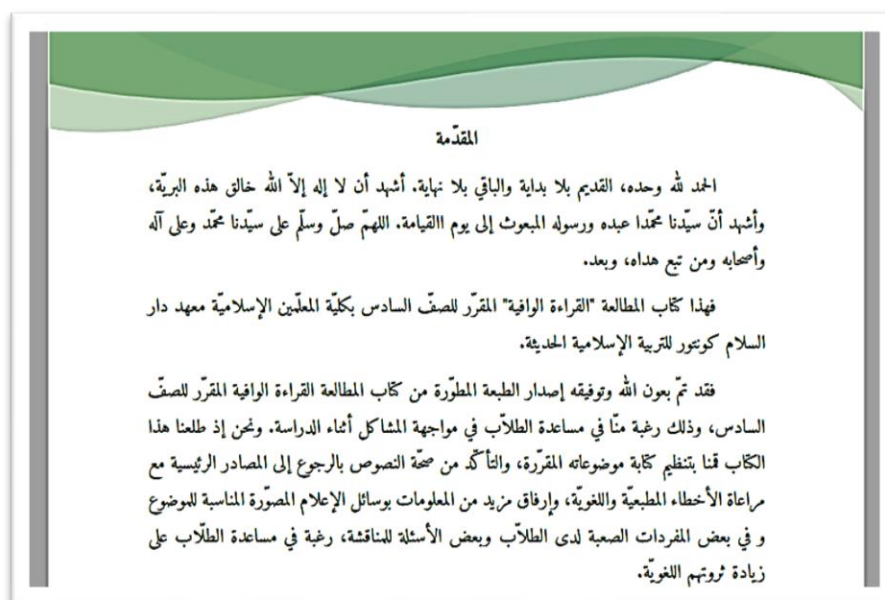 المقدّمة
الحمد لله وحده، القديم بلا بداية والباقي بلا نهاية. أشهد أن لا إله إلاّ الله خالق هذه البريّة،
وأشهد أنّ سيّدنا محمّدا عبده ورسوله المبعوث إلى يوم االقيامة. اللهمّ صلّ وسلّم على سيّدنا محمّد وعلى آله
وأصحابه ومن تبع هداه، وبعد.
فهذا كتاب المطالعة "القراءة الوافية" المقرّر للصفّ السادس بكليّة المعلّمين الإسلاميّة معهد دار
السلام كونتور للتربية الإسلامية الحديثة.
فقد تمّ بعون الله وتوفيقه إصدار الطبعة المطوّرة من كتاب المطالعة القراءة الوافية المقرّر للصفّ
السادس، وذلك رغبة منّا في مساعدة الطلاّب في مواجهة المشاكل أثناء الدراسة. ونحن إذ طلعنا هذا
الكتاب قمنا بتنظيم كتابة موضوعاته المقرّرة، والتأكّد من صحّة النصوص بالرجوع إلى المصادر الرئيسية مع
مراعاة الأخطاء المطبعيّة واللغويّة، وإرفاق مزيد من المعلومات بوسائل الإعلام المصوّرة المناسبة للموضوع
و في بعض المفردات الصعبة لدى الطلاّب وبعض الأسئلة للمناقشة، رغبة في مساعدة الطلّاب على
زيادة ثروتهم اللغويّة.